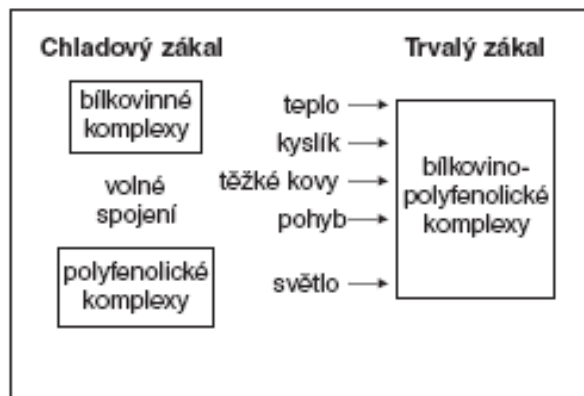 Chladový zákal
bílkovinné
komplexy
volné
spojení
polyfenolické
komplexy
teplo
kyslík
těžké kovy
pohyb
světlo
Trvalý zákal
bílkovino-
polyfenolické
komplexy